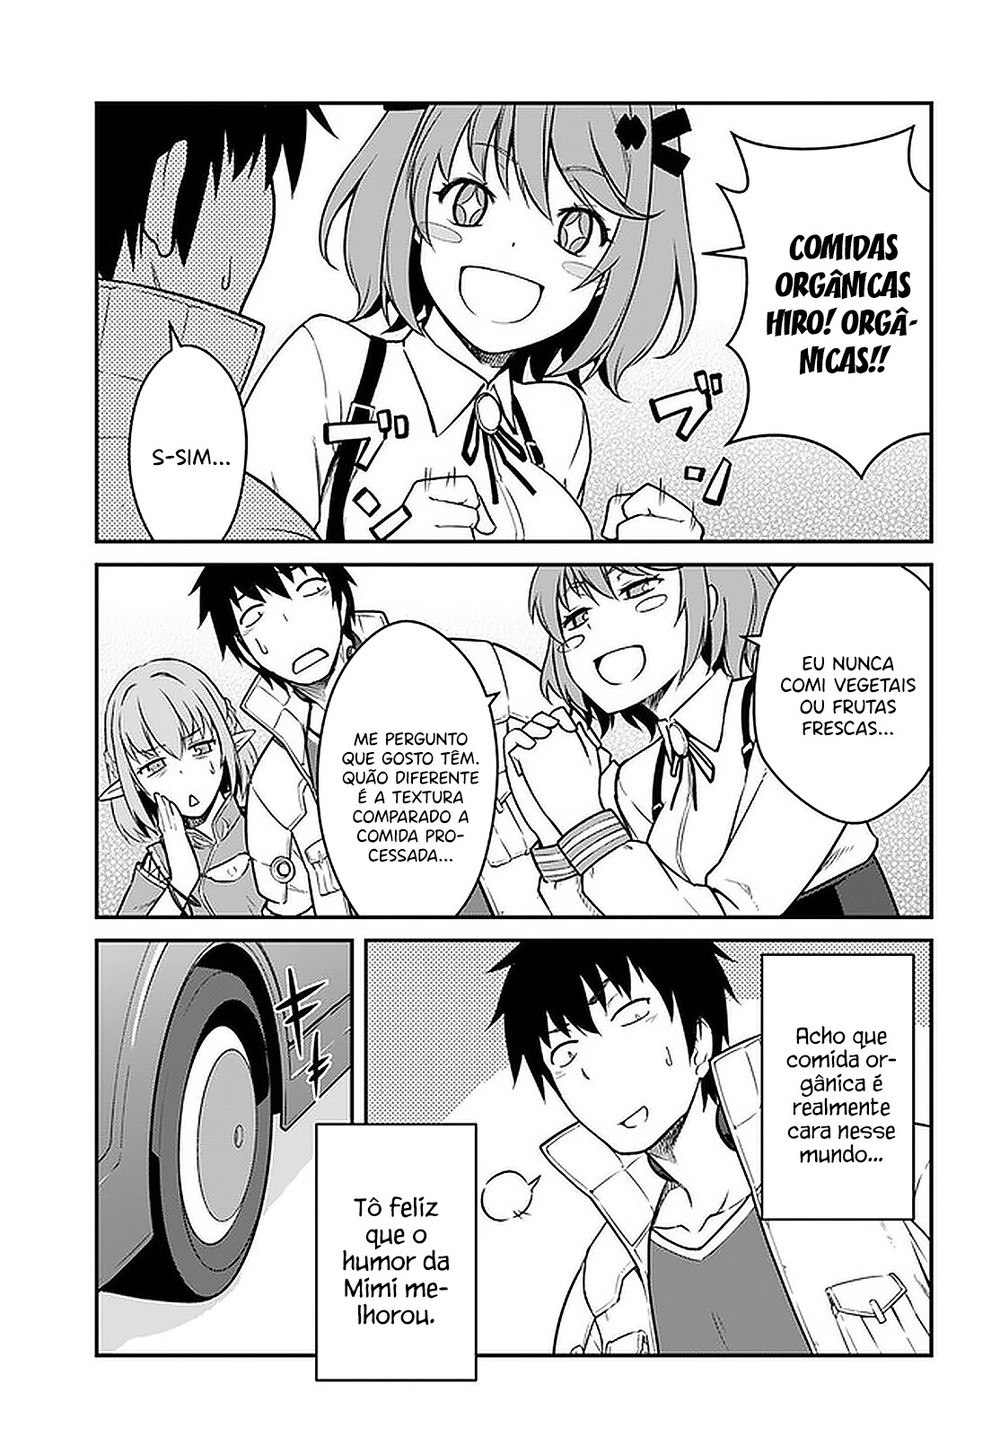 COMIDAS
ORGÂNICAS
HIRO! ORGÂ-
NICAS!!
ブ
ブ
S-SIM...
EU NUNCA
COMI VEGETAIS
OU FRUTAS
FRESCAS...
ME PERGUNTO
QUE GOSTO TÊM.
QUÃO DIFERENTE
É A TEXTURA
COMPARADO A
COMIDA PRO-
CESSADA...
Acho que
comida or-
gânica é
realmente
cara nesse
mundo...
Tô feliz
que o
humor da
Mimi me-
lhorou.